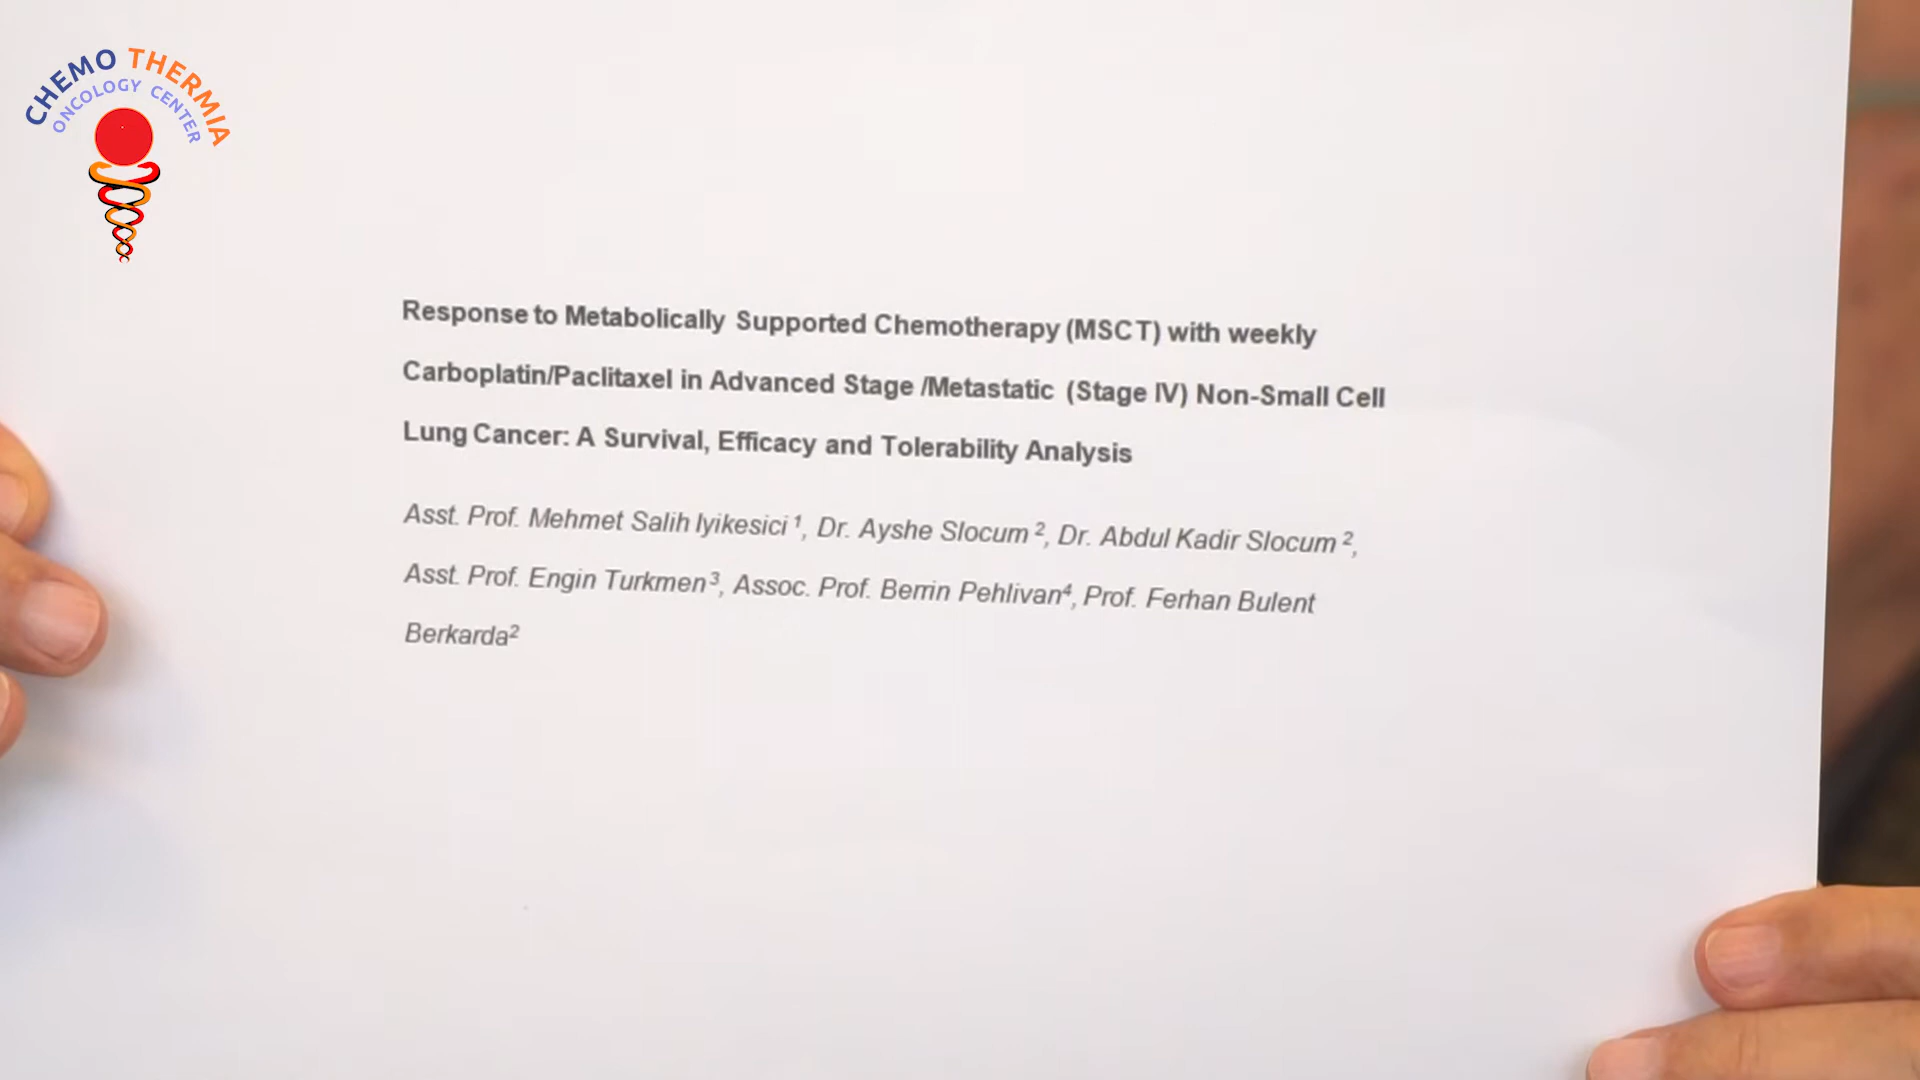 CHEMO THERMIA
ONCOLOGY CENTER
Response to Metabolically Supported Chemotherapy (MSCT) with weekly
Carboplatin/Paclitaxel in Advanced Stage /Metastatic (Stage IV) Non-Small Cell
Lung Cancer: A Survival, Efficacy and Tolerability Analysis
Asst. Prof. Mehmet Salih Iyikesici ¹, Dr. Ayshe Slocum ², Dr. Abdul Kadir Slocum ²,
Asst. Prof. Engin Turkmen³, Assoc. Prof. Berrin Pehlivan⁴, Prof. Ferhan Bulent
Berkarda²